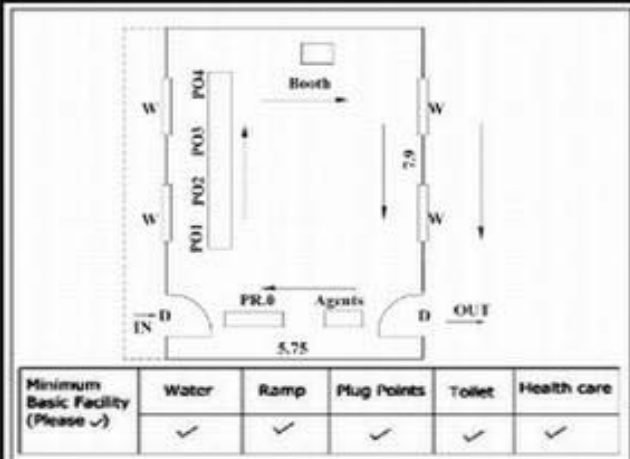 Booth
PO4
PO3
PO2
PO1
W
W
W
W
7.9
PR.0
Agents
IN
D
D
OUT
5.75
Minimum
Basic Facility
(Please ✓)
Water
Ramp
Plug Points
Toilet
Health care
✓ ✓ ✓ ✓ ✓